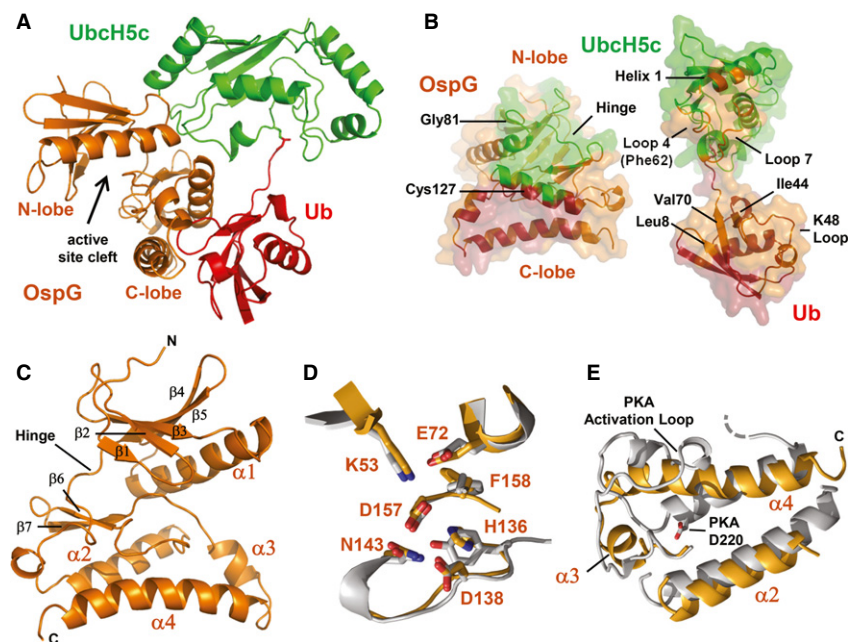 A
UbcH5c
N-lobe
active
site cleft
OspG
C-lobe
Ub
B
N-lobe
UbcH5c
OspG
Helix 1
Hinge
Gly81
Loop 4
(Phe62)
Loop 7
Cys127
Val70
Ile44
Leu8
K48
Loop
C-lobe
Ub
C
N
β4
β5
β2
β3
Hinge
β1
α1
β6
β7
α2
α3
α4
C
D
E72
K53
F158
D157
H136
N143
D138
E
PKA
Activation Loop
C
α4
PKA
D220
α3
α2